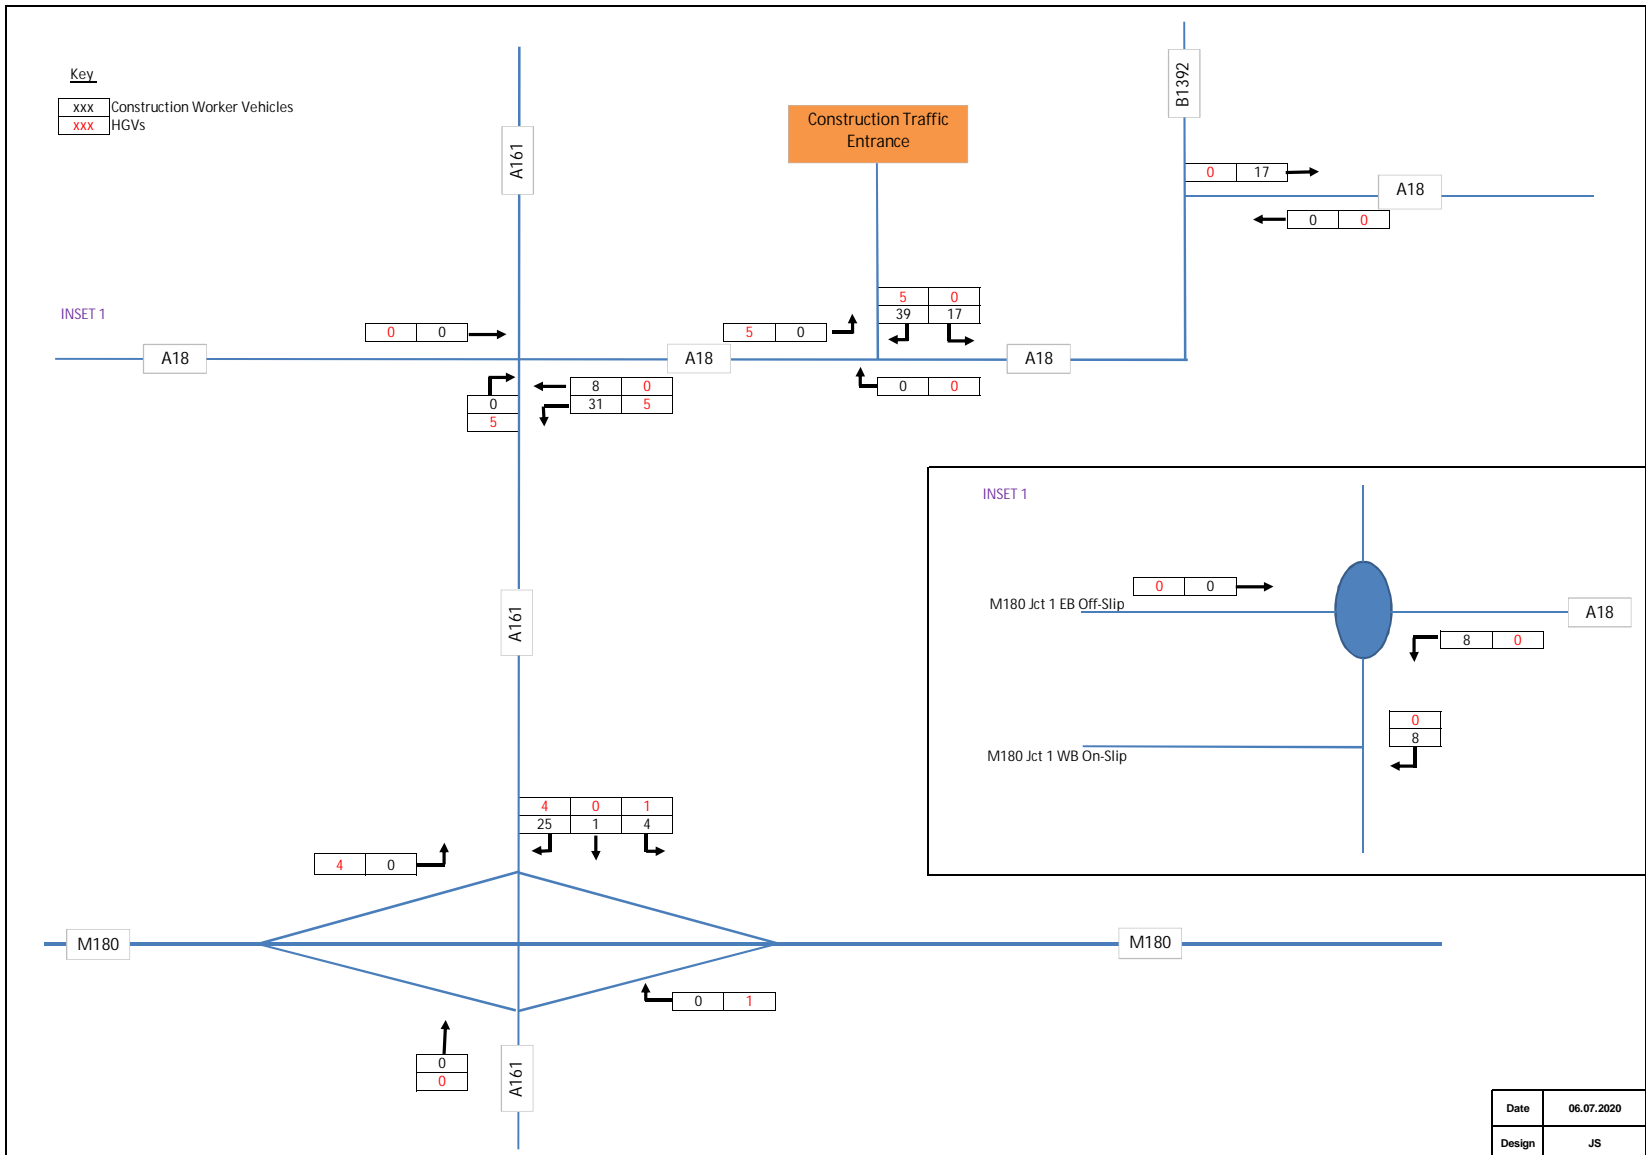 Key
xxx Construction Worker Vehicles
xxx HGVs
A161
Construction Traffic
Entrance
B1392
0 17
A18
0 0
INSET 1
0 0
5 0
5 0
39 17
A18
A18
A18
0
5
8 0
31 5
0 0
INSET 1
0 0
M180 Jct 1 EB Off-Slip
A18
8 0
0
8
M180 Jct 1 WB On-Slip
A161
4 0 1
25 1 4
4 0
M180
M180
0 1
0
0
A161
Date 06.07.2020
Design JS